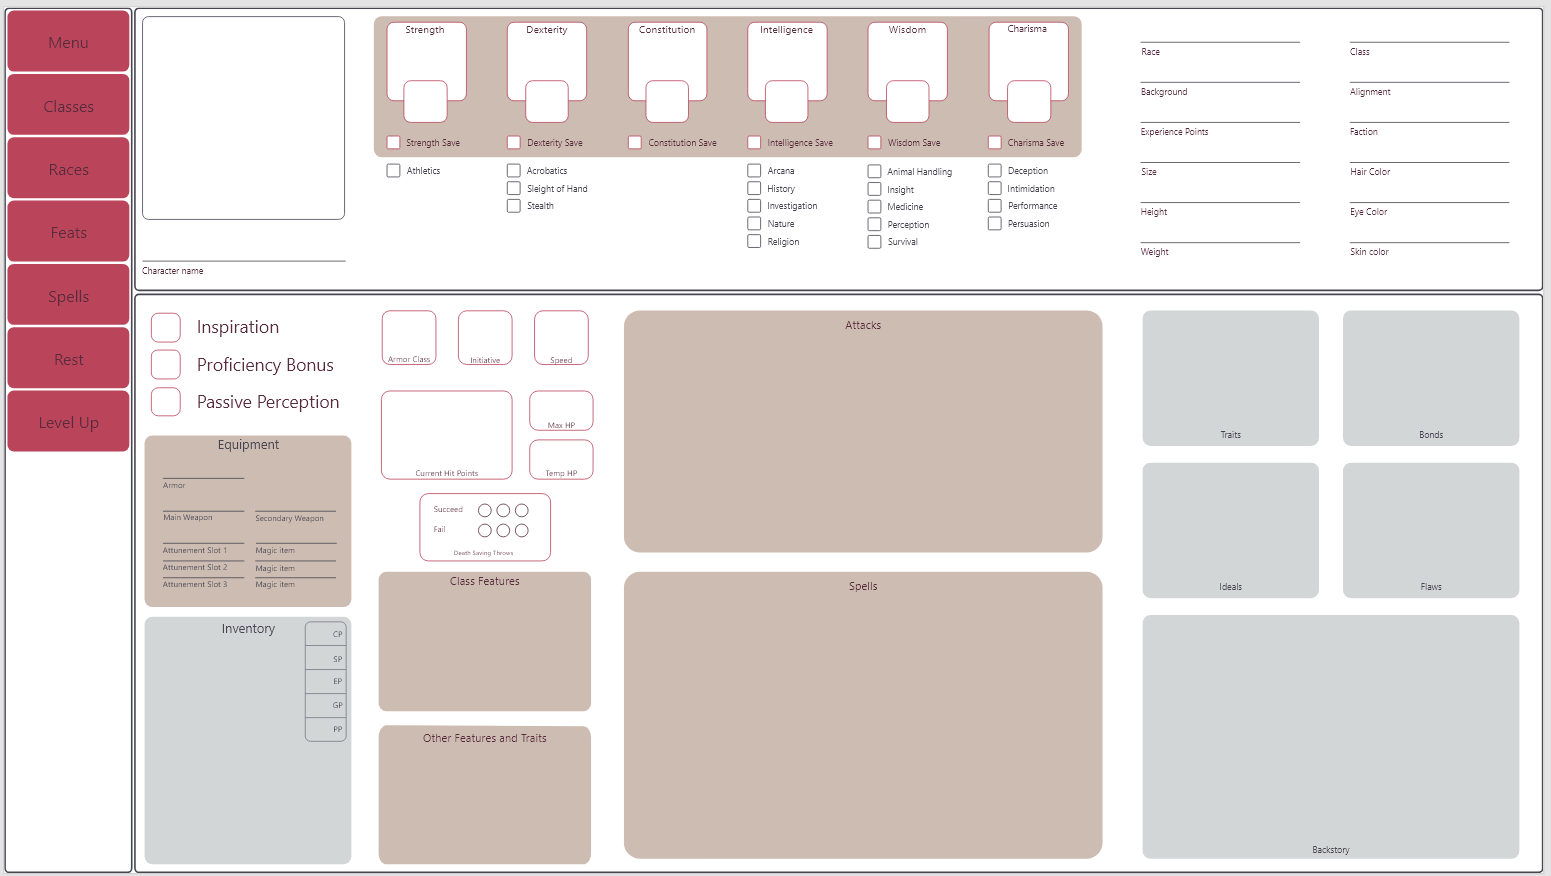 Menu
Classes
Races
Feats
Spells
Rest
Level Up
Character name
Strength
Dexterity
Constitution
Intelligence
Wisdom
Charisma
Strength Save
Dexterity Save
Constitution Save
Intelligence Save
Wisdom Save
Charisma Save
Athletics
Acrobatics
Sleight of Hand
Stealth
Arcana
History
Investigation
Nature
Religion
Animal Handling
Insight
Medicine
Perception
Survival
Deception
Intimidation
Performance
Persuasion
Race
Class
Background
Alignment
Experience Points
Faction
Size
Hair Color
Height
Eye Color
Weight
Skin color
Inspiration
Proficiency Bonus
Passive Perception
Equipment
Armor
Main Weapon
Secondary Weapon
Attunement Slot 1
Magic item
Attunement Slot 2
Magic item
Attunement Slot 3
Magic item
Inventory
CP
SP
EP
GP
PP
Armor Class
Initiative
Speed
Current Hit Points
Max HP
Temp HP
Succeed
Fail
Death Saving Throws
Class Features
Other Features and Traits
Attacks
Spells
Traits
Bonds
Ideals
Flaws
Backstory